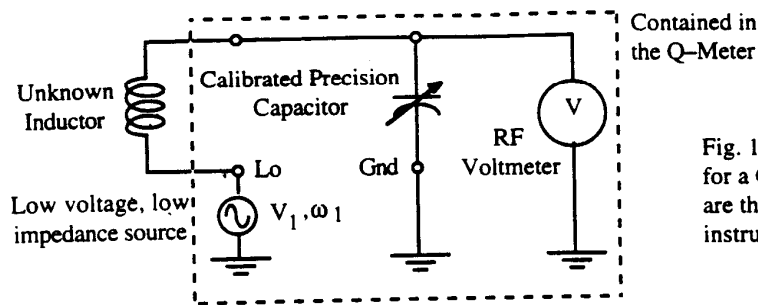 Contained in
the Q–Meter
Unknown
Inductor
Calibrated Precision
Capacitor
V
RF
Voltmeter
Lo
Gnd
Low voltage, low
impedance source
V1, ω1
Fig. 1
for a
are th
instru